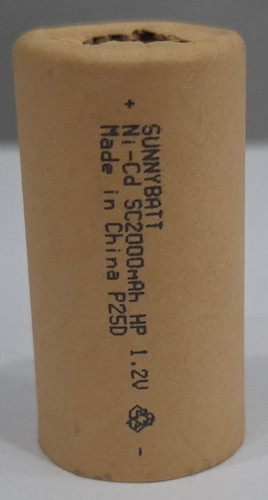 +
SUNNYBATT
Ni-Cd SC2000mAh HP 1.2V
Made in China P25D
-